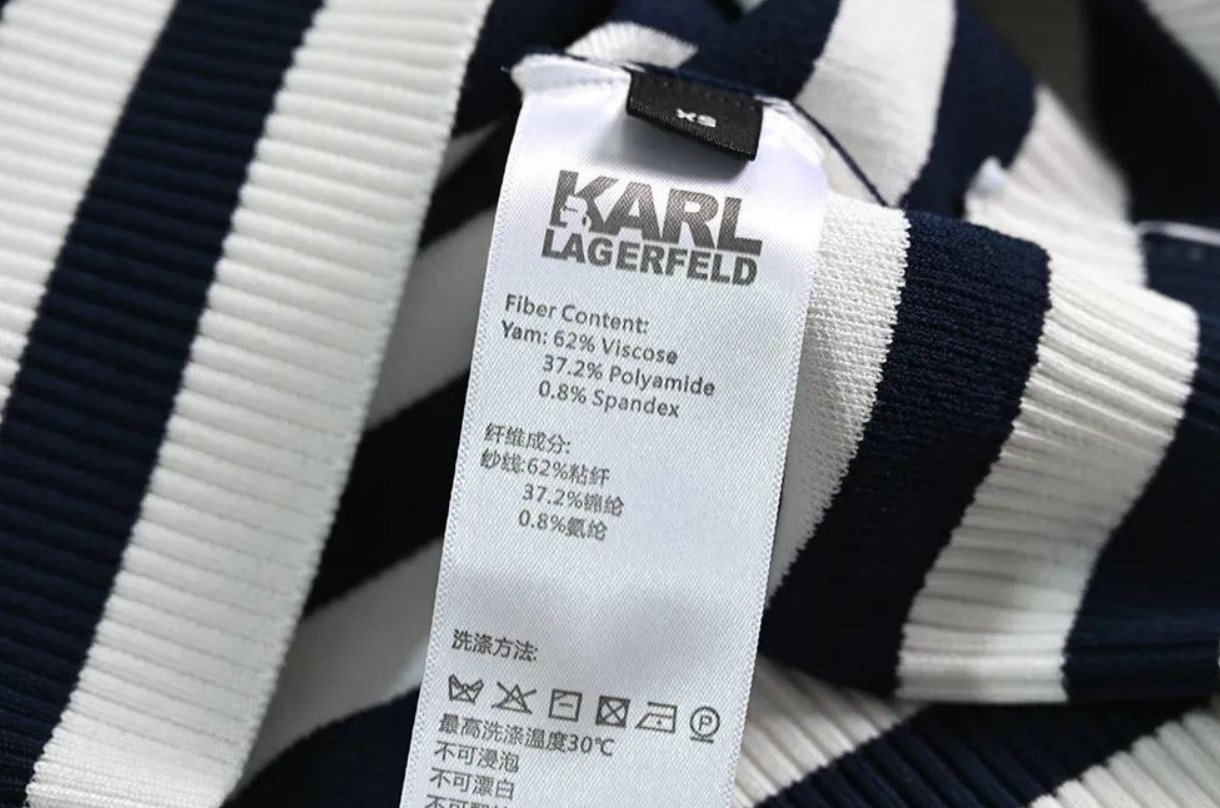 XS
KARL
LAGERFELD
Fiber Content:
Yam: 62% Viscose
37.2% Polyamide
0.8% Spandex
纤维成分:
纱线:62%粘纤
37.2%锦纶
0.8%氨纶
洗涤方法:
P
最高洗涤温度30℃
不可浸泡
不可漂白